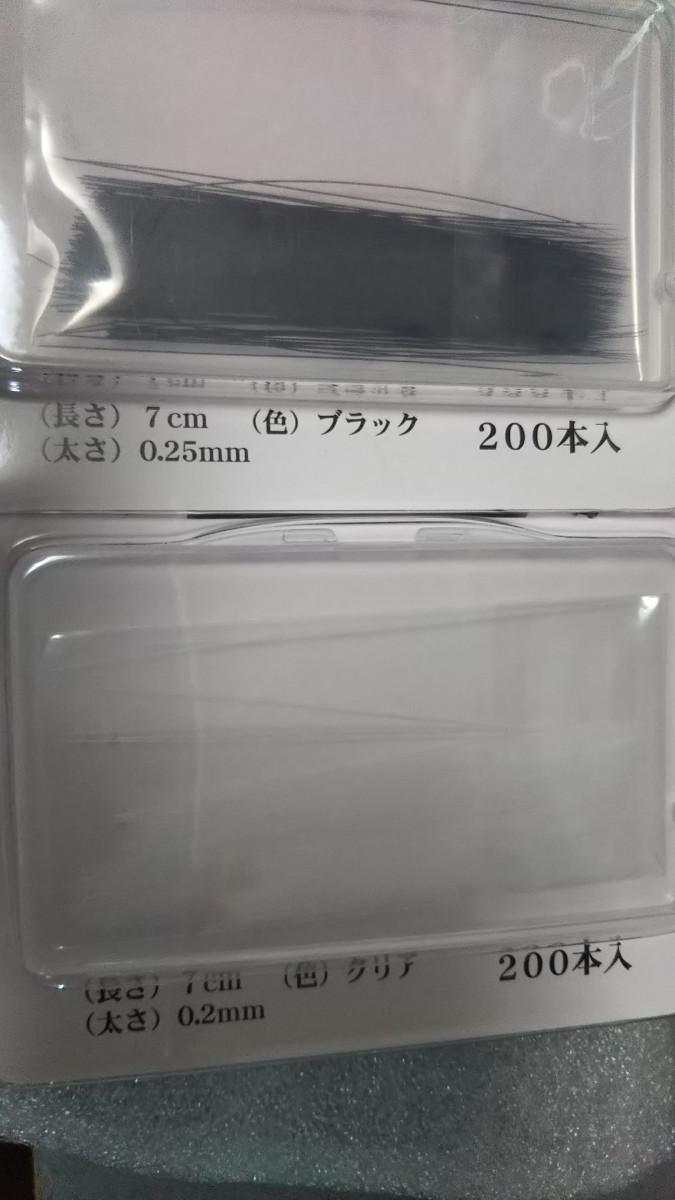 （長さ）7cm （色）ブラック 200本入
（太さ）0.25mm
（長さ）7cm （色）クリア 200本入
（太さ）0.2mm